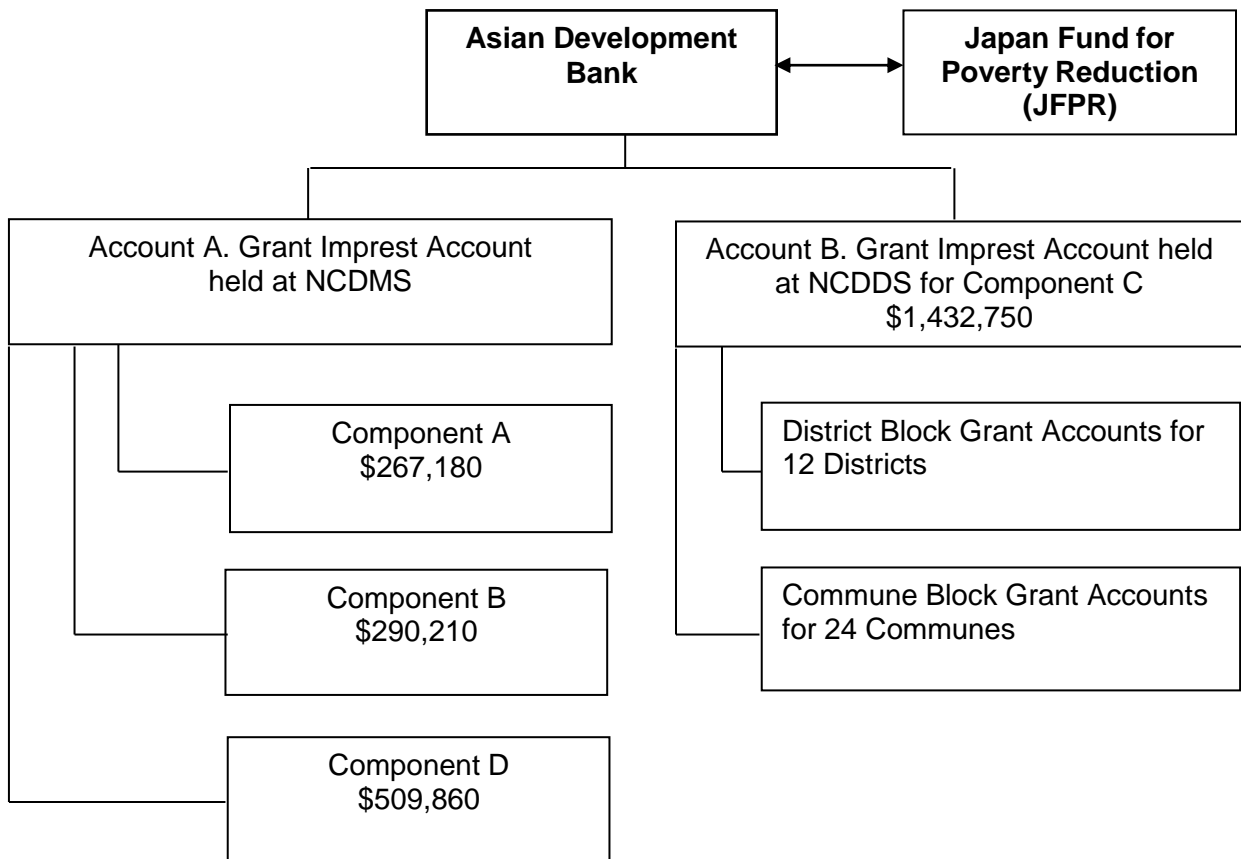 Asian Development
Bank
Japan Fund for
Poverty Reduction
(JFPR)
Account A. Grant Imprest Account
held at NCDMS
Account B. Grant Imprest Account held
at NCDDS for Component C
$1,432,750
Component A
$267,180
District Block Grant Accounts for
12 Districts
Component B
$290,210
Commune Block Grant Accounts
for 24 Communes
Component D
$509,860